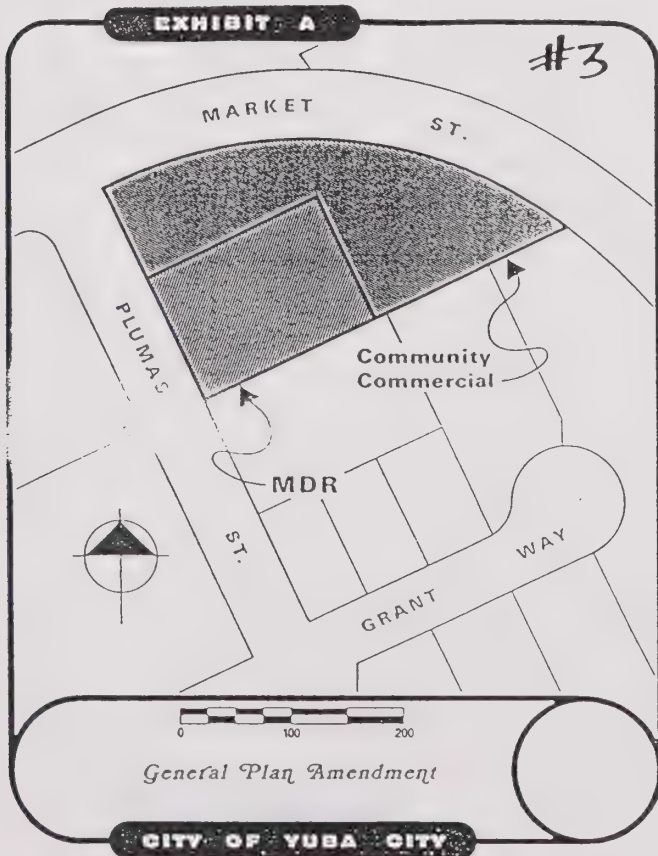 EXHIBIT A
#3
MARKET ST.
PLUMAS ST.
Community
Commercial
MDR
GRANT WAY
0 100 200
General Plan Amendment
CITY OF YUBA CITY